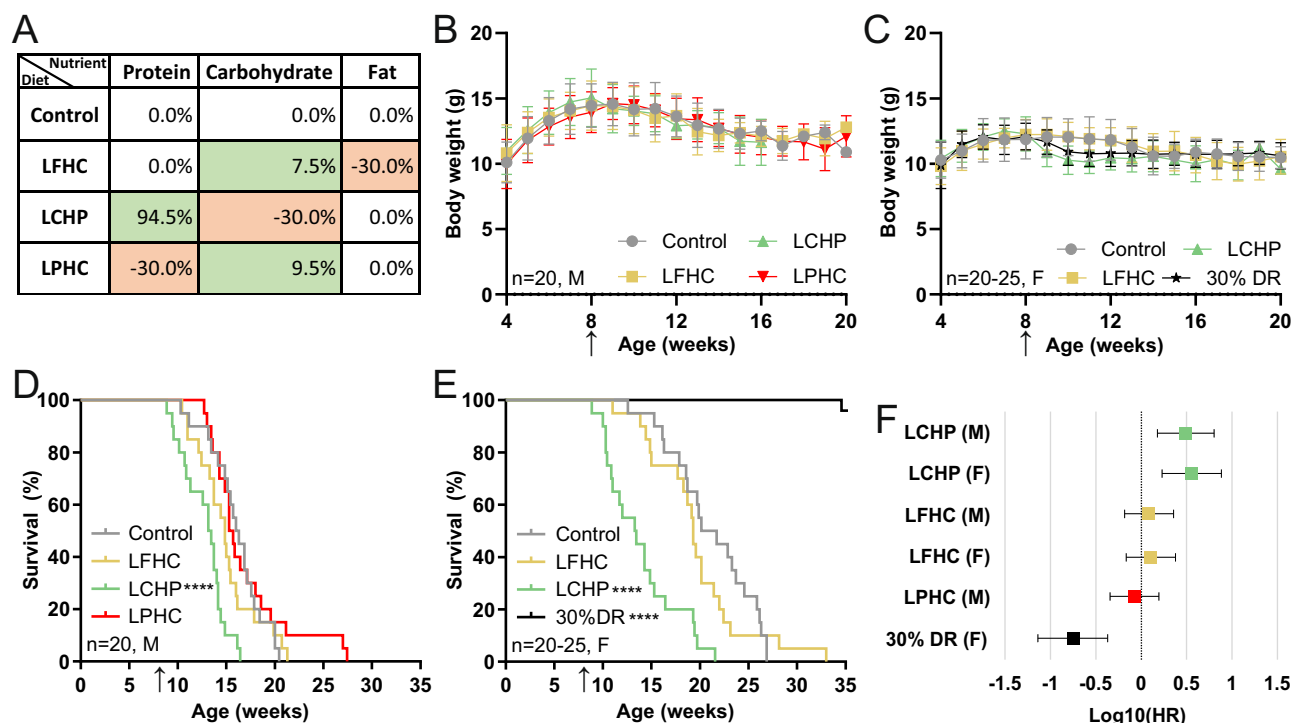 A
Nutrient
Diet
Protein Carbohydrate Fat
Control 0.0% 0.0% 0.0%
LFHC 0.0% 7.5% -30.0%
LCHP 94.5% -30.0% 0.0%
LPHC -30.0% 9.5% 0.0%
B
Body weight (g)
20
15
10
5
0
Control LCHP
LFHC LPHC
n=20, M
4 8 12 16 20
↑ Age (weeks)
C
Body weight (g)
20
15
10
5
0
Control LCHP
LFHC 30% DR
n=20-25, F
4 8 12 16 20
↑ Age (weeks)
D
Survival (%)
100
80
60
40
20
0
Control
LFHC
LCHP****
LPHC
n=20, M
0 5 10 15 20 25 30 35
↑ Age (weeks)
E
Survival (%)
100
80
60
40
20
0
Control
LFHC
LCHP****
30%DR****
n=20-25, F
0 5 10 15 20 25 30 35
↑ Age (weeks)
F
LCHP (M)
LCHP (F)
LFHC (M)
LFHC (F)
LPHC (M)
30% DR (F)
-1.5 -1 -0.5 0 0.5 1 1.5
Log10(HR)